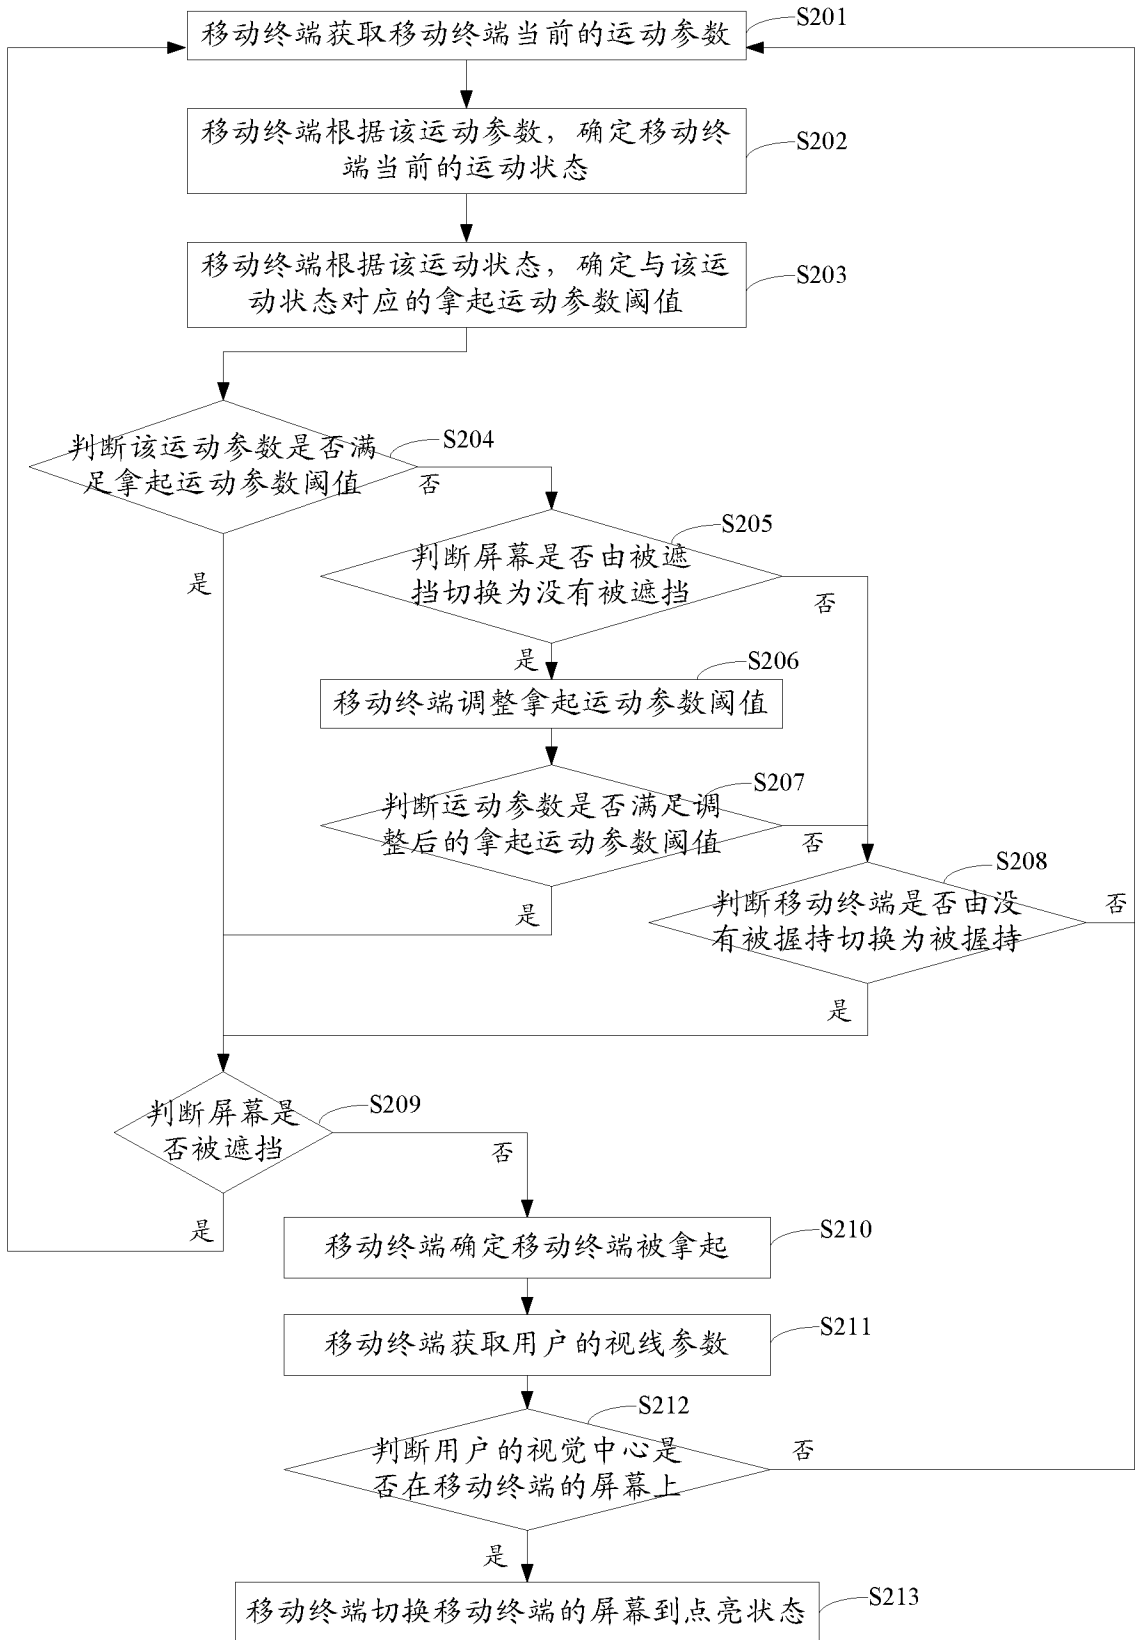 移动终端获取移动终端当前的运动参数
S201
移动终端根据该运动参数，确定移动终
端当前的运动状态
S202
移动终端根据该运动状态，确定与该运
动状态对应的拿起运动参数阈值
S203
判断该运动参数是否满
足拿起运动参数阈值
S204
否
是
判断屏幕是否由被遮
挡切换为没有被遮挡
S205
否
是
移动终端调整拿起运动参数阈值
S206
判断运动参数是否满足调
整后的拿起运动参数阈值
S207
否
是
判断移动终端是否由没
有被握持切换为被握持
S208
否
是
判断屏幕是
否被遮挡
S209
否
是
移动终端确定移动终端被拿起
S210
移动终端获取用户的视线参数
S211
判断用户的视觉中心是
否在移动终端的屏幕上
S212
否
是
移动终端切换移动终端的屏幕到点亮状态
S213